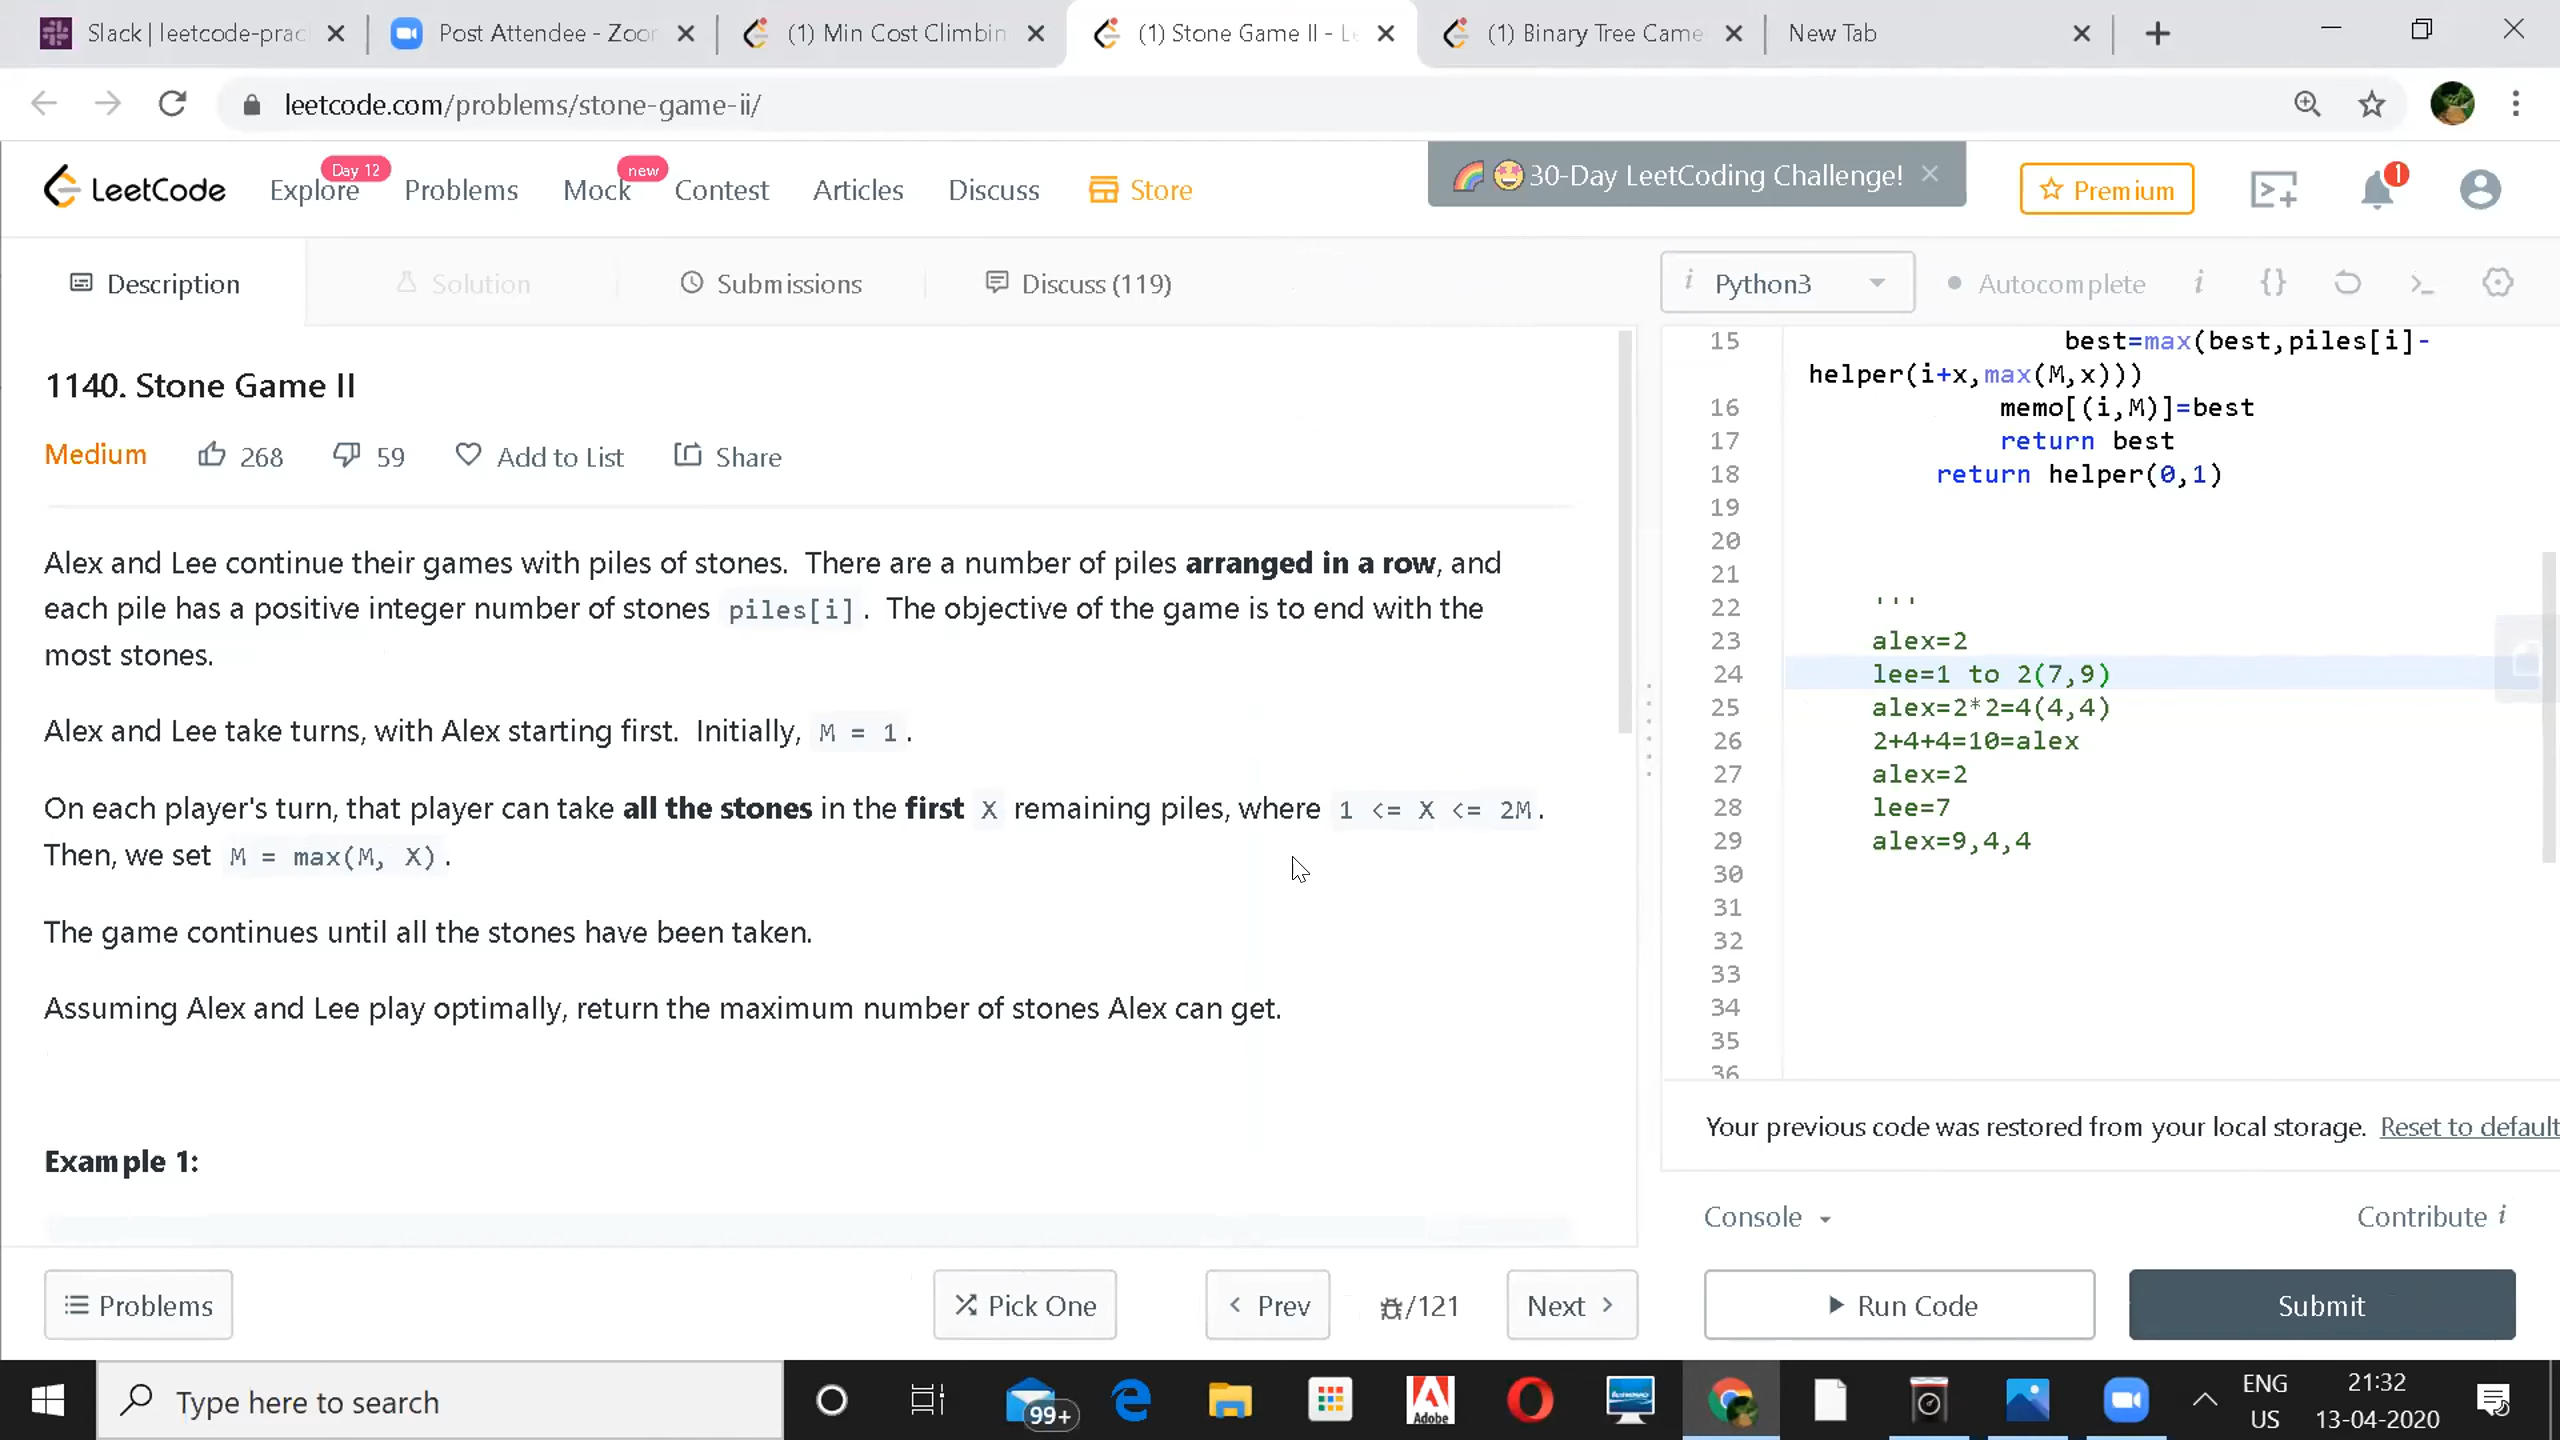 Slack | leetcode-prac
Post Attendee - Zoo
(1) Min Cost Climbin
(1) Stone Game II - Le
(1) Binary Tree Came
New Tab
leetcode.com/problems/stone-game-ii/
LeetCode
Explore
Day 12
Problems
Mock
new
Contest
Articles
Discuss
Store
30-Day LeetCoding Challenge!
Premium
1
Description
Solution
Submissions
Discuss (119)
Python3
Autocomplete
1140. Stone Game II
Medium
268
59
Add to List
Share
Alex and Lee continue their games with piles of stones. There are a number of piles arranged in a row, and
each pile has a positive integer number of stones piles[i]. The objective of the game is to end with the
most stones.
Alex and Lee take turns, with Alex starting first. Initially, M = 1.
On each player's turn, that player can take all the stones in the first X remaining piles, where 1 <= X <= 2M.
Then, we set M = max(M, X).
The game continues until all the stones have been taken.
Assuming Alex and Lee play optimally, return the maximum number of stones Alex can get.
Example 1:
15 best=max(best,piles[i]-
helper(i+x,max(M,x)))
16 memo[(i,M)]=best
17 return best
18 return helper(0,1)
19
20
21
22 '''
23 alex=2
24 lee=1 to 2(7,9)
25 alex=2*2=4(4,4)
26 2+4+4=10=alex
27 alex=2
28 lee=7
29 alex=9,4,4
30
31
32
33
34
35
36
Your previous code was restored from your local storage. Reset to default
Console
Contribute i
Problems
Pick One
Prev
/121
Next
Run Code
Submit
Type here to search
99+
Adobe
lenovo
ENG
US
21:32
13-04-2020